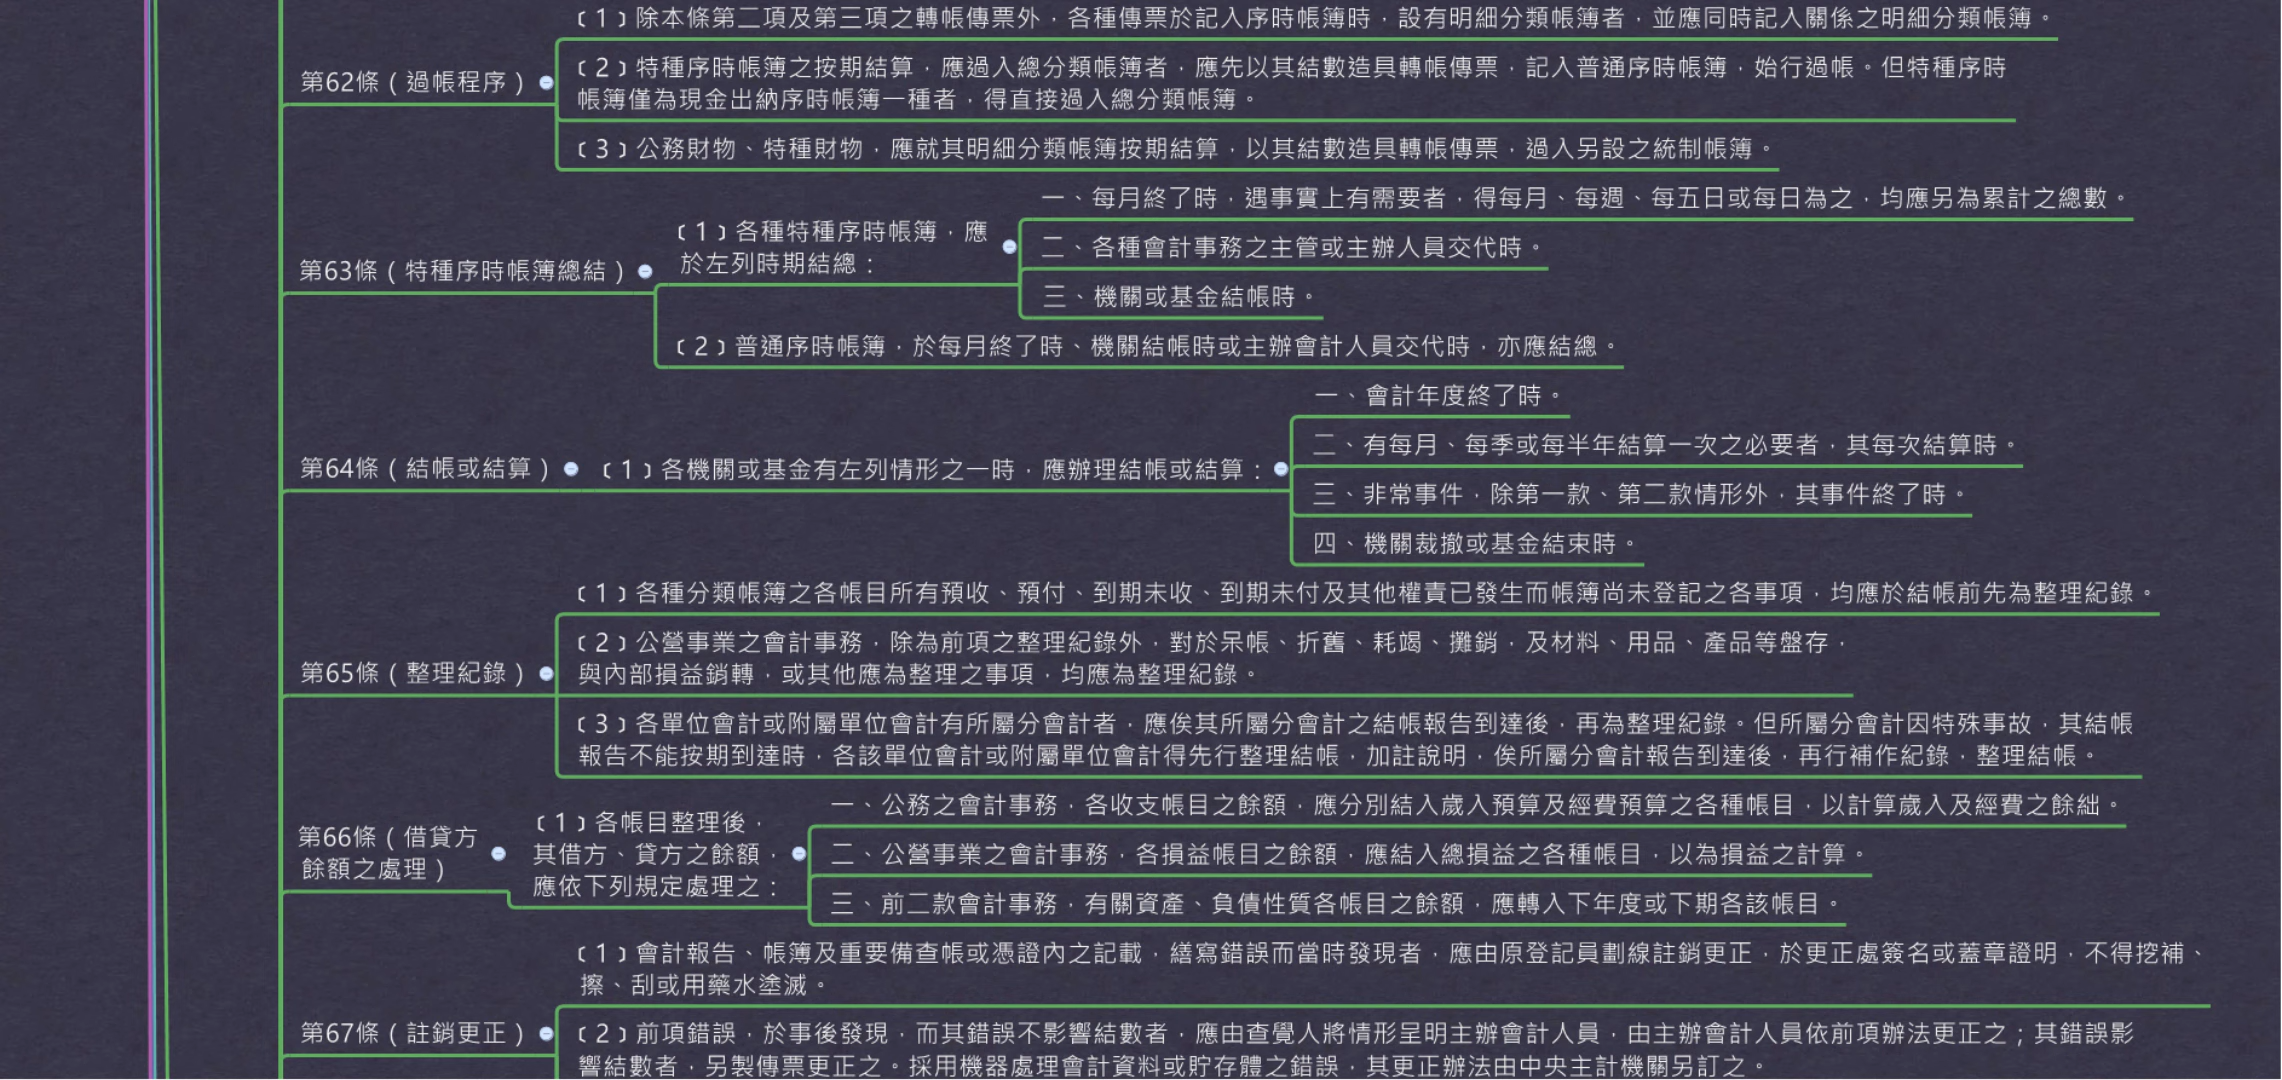 第62條（過帳程序）
﹝1﹞除本條第二項及第三項之轉帳傳票外，各種傳票於記入序時帳簿時，設有明細分類帳簿者，並應同時記入關係之明細分類帳簿。
﹝2﹞特種序時帳簿之按期結算，應過入總分類帳簿者，應先以其結數造具轉帳傳票，記入普通序時帳簿，始行過帳。但特種序時
帳簿僅為現金出納序時帳簿一種者，得直接過入總分類帳簿。
﹝3﹞公務財物、特種財物，應就其明細分類帳簿按期結算，以其結數造具轉帳傳票，過入另設之統制帳簿。
第63條（特種序時帳簿總結）
﹝1﹞各種特種序時帳簿，應
於左列時期結總：
一、每月終了時，遇事實上有需要者，得每月、每週、每五日或每日為之，均應另為累計之總數。
二、各種會計事務之主管或主辦人員交代時。
三、機關或基金結帳時。
﹝2﹞普通序時帳簿，於每月終了時、機關結帳時或主辦會計人員交代時，亦應結總。
第64條（結帳或結算）
﹝1﹞各機關或基金有左列情形之一時，應辦理結帳或結算：
一、會計年度終了時。
二、有每月、每季或每半年結算一次之必要者，其每次結算時。
三、非常事件，除第一款、第二款情形外，其事件終了時。
四、機關裁撤或基金結束時。
第65條（整理紀錄）
﹝1﹞各種分類帳簿之各帳目所有預收、預付、到期未收、到期未付及其他權責已發生而帳簿尚未登記之各事項，均應於結帳前先為整理紀錄。
﹝2﹞公營事業之會計事務，除為前項之整理紀錄外，對於呆帳、折舊、耗竭、攤銷，及材料、用品、產品等盤存，
與內部損益銷轉，或其他應為整理之事項，均應為整理紀錄。
﹝3﹞各單位會計或附屬單位會計有所屬分會計者，應俟其所屬分會計之結帳報告到達後，再為整理紀錄。但所屬分會計因特殊事故，其結帳
報告不能按期到達時，各該單位會計或附屬單位會計得先行整理結帳，加註說明，俟所屬分會計報告到達後，再行補作紀錄，整理結帳。
第66條（借貸方
餘額之處理）
﹝1﹞各帳目整理後，
其借方、貸方之餘額，
應依下列規定處理之：
一、公務之會計事務，各收支帳目之餘額，應分別結入歲入預算及經費預算之各種帳目，以計算歲入及經費之餘絀。
二、公營事業之會計事務，各損益帳目之餘額，應結入總損益之各種帳目，以為損益之計算。
三、前二款會計事務，有關資產、負債性質各帳目之餘額，應轉入下年度或下期各該帳目。
第67條（註銷更正）
﹝1﹞會計報告、帳簿及重要備查帳或憑證內之記載，繕寫錯誤而當時發現者，應由原登記員劃線註銷更正，於更正處簽名或蓋章證明，不得挖補、
擦、刮或用藥水塗滅。
﹝2﹞前項錯誤，於事後發現，而其錯誤不影響結數者，應由查覺人將情形呈明主辦會計人員，由主辦會計人員依前項辦法更正之；其錯誤影
響結數者，另製傳票更正之。採用機器處理會計資料或貯存體之錯誤，其更正辦法由中央主計機關另訂之。